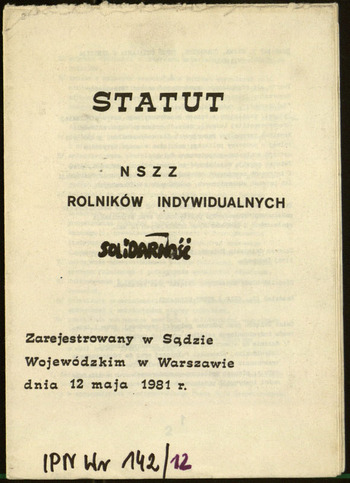 STATUT
NSZZ
ROLNIKÓW INDYWIDUALNYCH
SOLIDARNOŚĆ
Zarejestrowany w Sądzie
Wojewódzkim w Warszawie
dnia 12 maja 1981 r.
IPN Wr 142/12